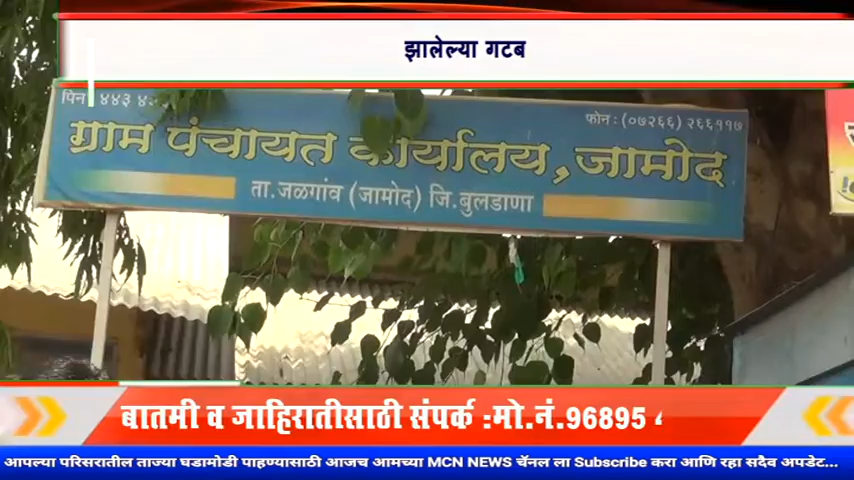 झालेल्या गटब
पिन
फोन : (०७२६६) २६६११७
ग्राम पंचायत कार्यालय, जामोद
ता.जळगांव (जामोद) जि.बुलडाणा
बातमी व जाहिरातीसाठी संपर्क :मो.नं.96895
आपल्या परिसरातील ताज्या घडामोडी पाहण्यासाठी आजच आमच्या MCN NEWS चॅनल ला Subscribe करा आणि रहा सदैव अपडेट...